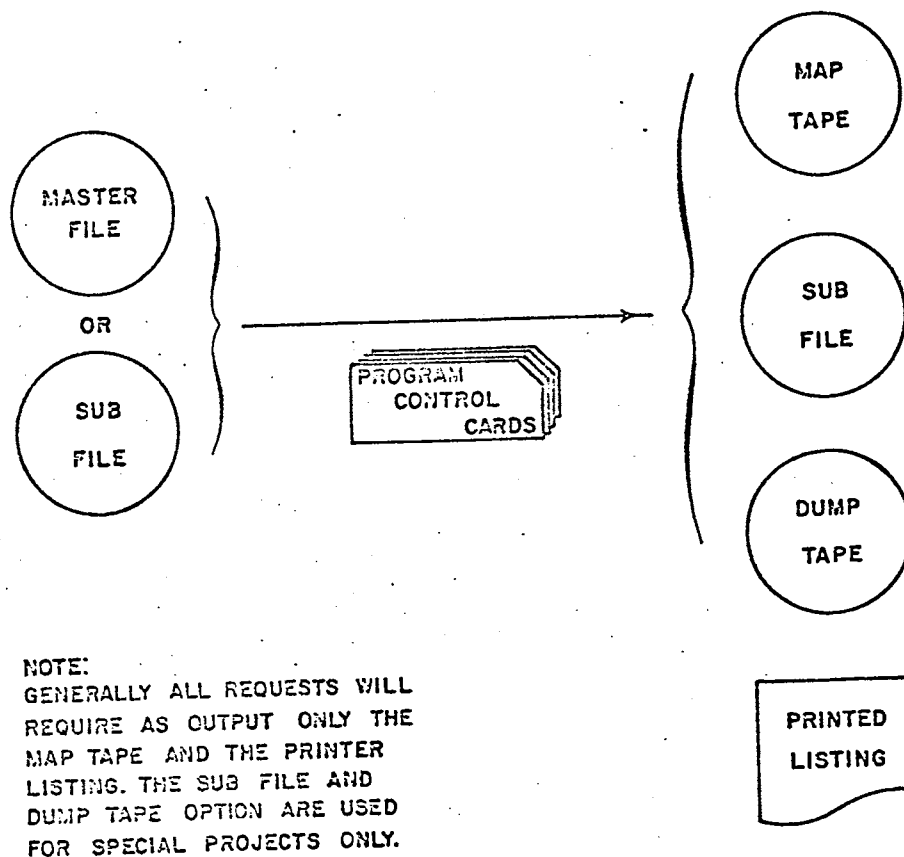 MASTER
FILE
OR
SUB
FILE
PROGRAM
CONTROL
CARDS
MAP
TAPE
SUB
FILE
DUMP
TAPE
PRINTED
LISTING
NOTE:
GENERALLY ALL REQUESTS WILL
REQUIRE AS OUTPUT ONLY THE
MAP TAPE AND THE PRINTER
LISTING. THE SUB FILE AND
DUMP TAPE OPTION ARE USED
FOR SPECIAL PROJECTS ONLY.